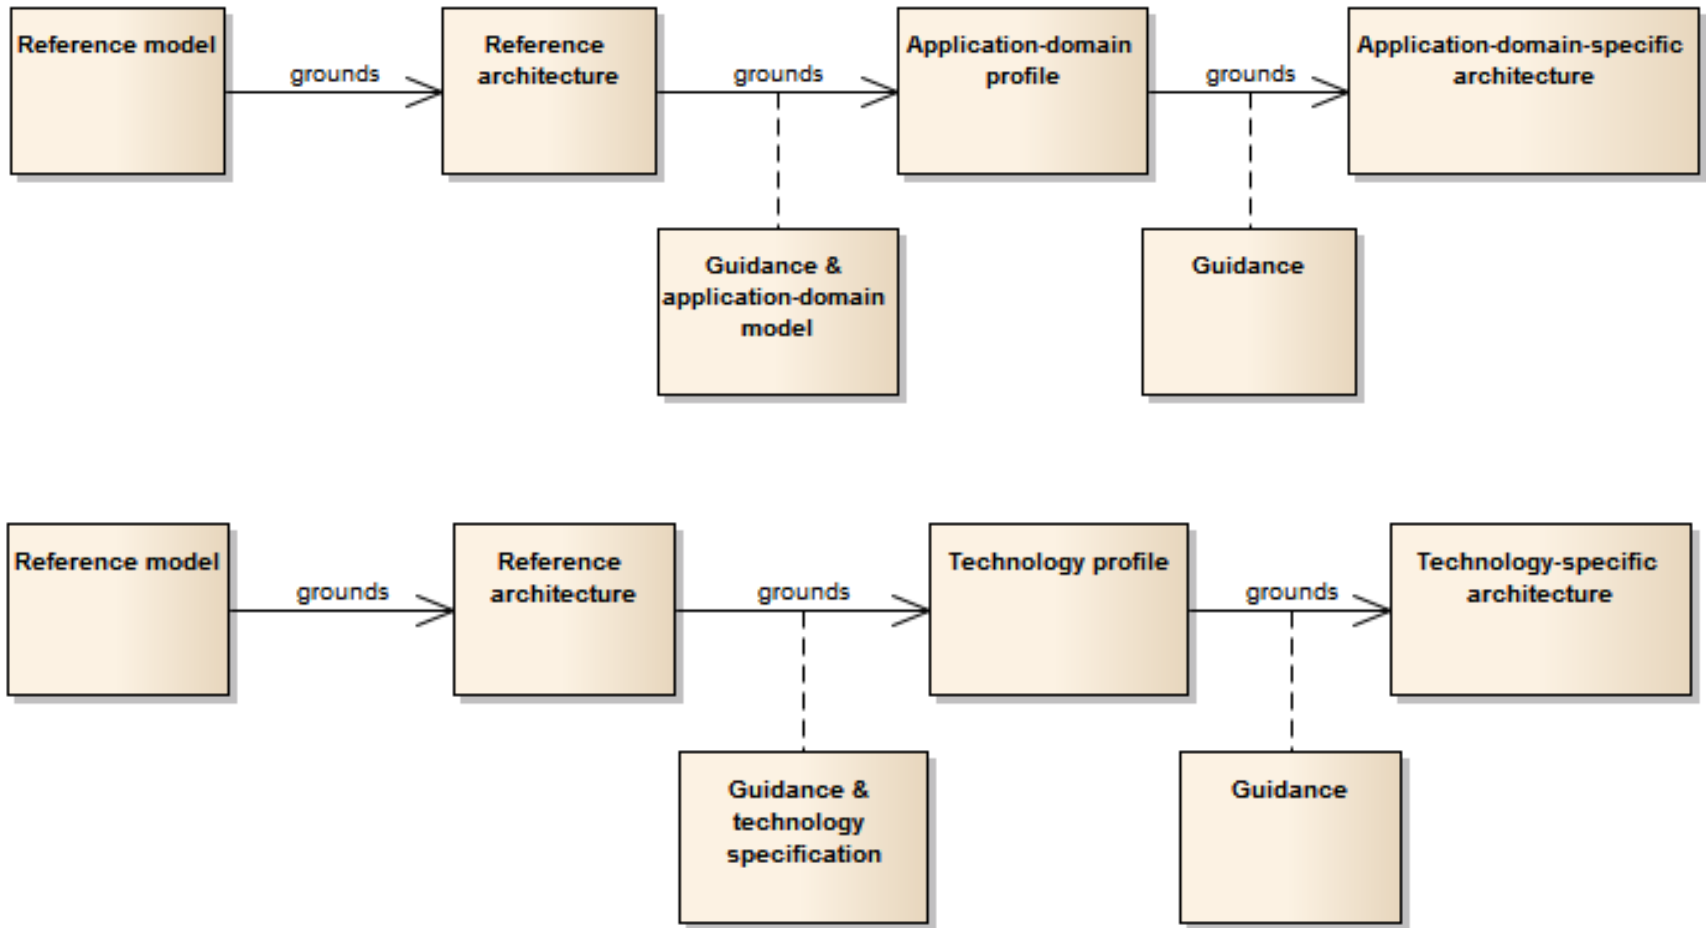 Reference model
grounds
Reference
architecture
grounds
Application-domain
profile
grounds
Application-domain-specific
architecture
Guidance &
application-domain
model
Guidance
Reference model
grounds
Reference
architecture
grounds
Technology profile
grounds
Technology-specific
architecture
Guidance &
technology
specification
Guidance